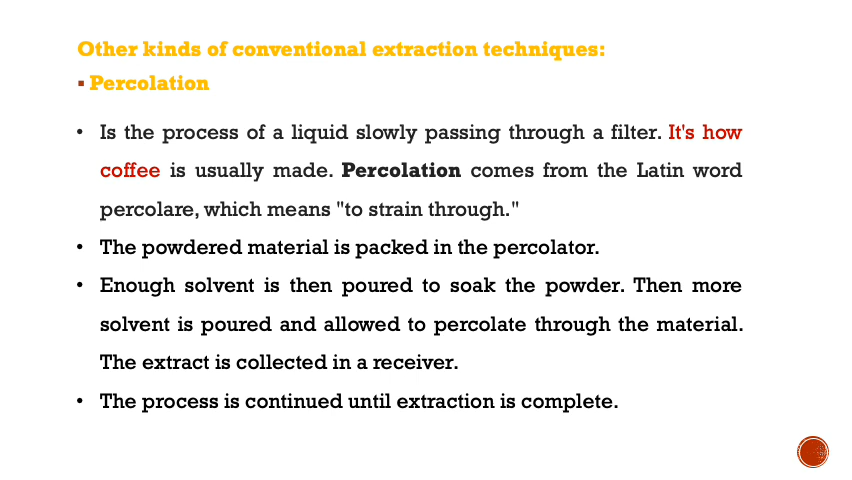 Other kinds of conventional extraction techniques:
▪ Percolation
• Is the process of a liquid slowly passing through a filter. It's how
coffee is usually made. Percolation comes from the Latin word
percolare, which means "to strain through."
• The powdered material is packed in the percolator.
• Enough solvent is then poured to soak the powder. Then more
solvent is poured and allowed to percolate through the material.
The extract is collected in a receiver.
• The process is continued until extraction is complete.